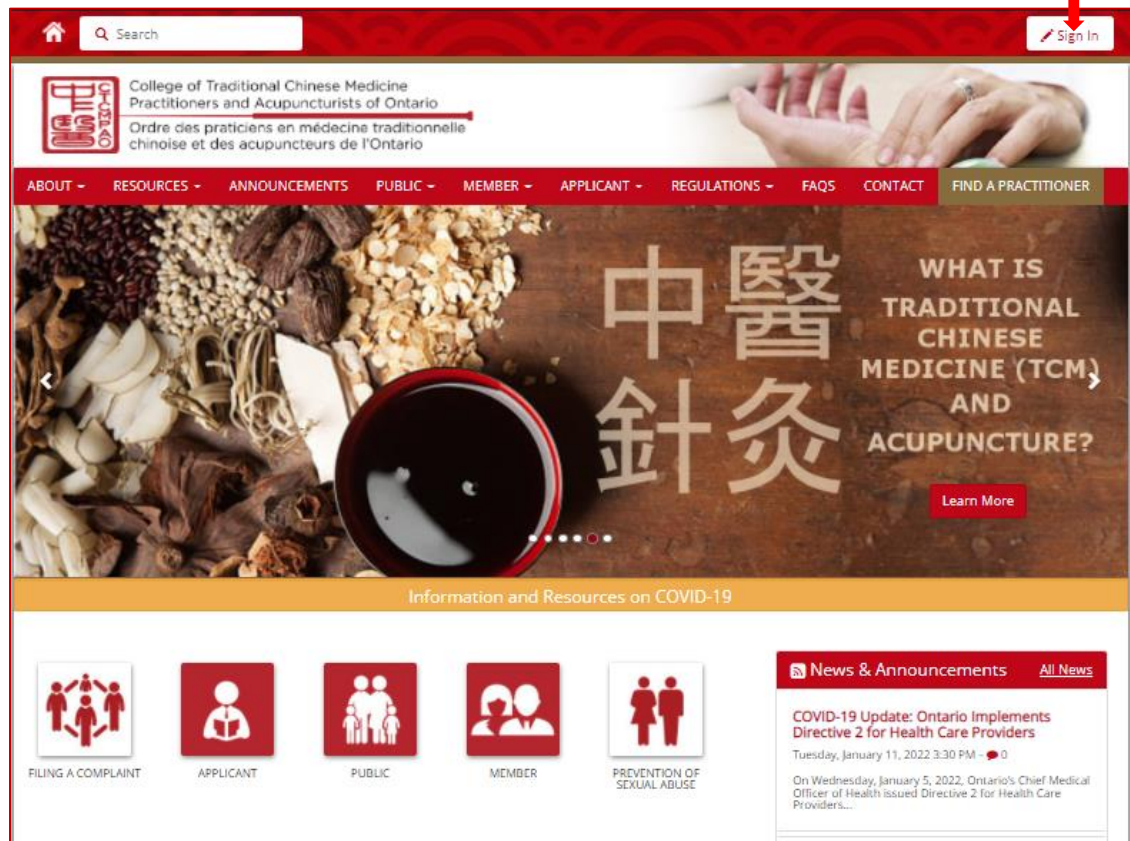 Search
Sign In
中醫
CTCMPAO
College of Traditional Chinese Medicine
Practitioners and Acupuncturists of Ontario
Ordre des praticiens en médecine traditionnelle
chinoise et des acupuncteurs de l'Ontario
ABOUT RESOURCES ANNOUNCEMENTS PUBLIC MEMBER APPLICANT REGULATIONS FAQS CONTACT FIND A PRACTITIONER
中醫
針灸
WHAT IS
TRADITIONAL
CHINESE
MEDICINE (TCM)
AND
ACUPUNCTURE?
Learn More
Information and Resources on COVID-19
FILING A COMPLAINT
APPLICANT
PUBLIC
MEMBER
PREVENTION OF
SEXUAL ABUSE
News & Announcements All News
COVID-19 Update: Ontario Implements
Directive 2 for Health Care Providers
Tuesday, January 11, 2022 3:30 PM - 0
On Wednesday, January 5, 2022, Ontario's Chief Medical
Officer of Health issued Directive 2 for Health Care
Providers...